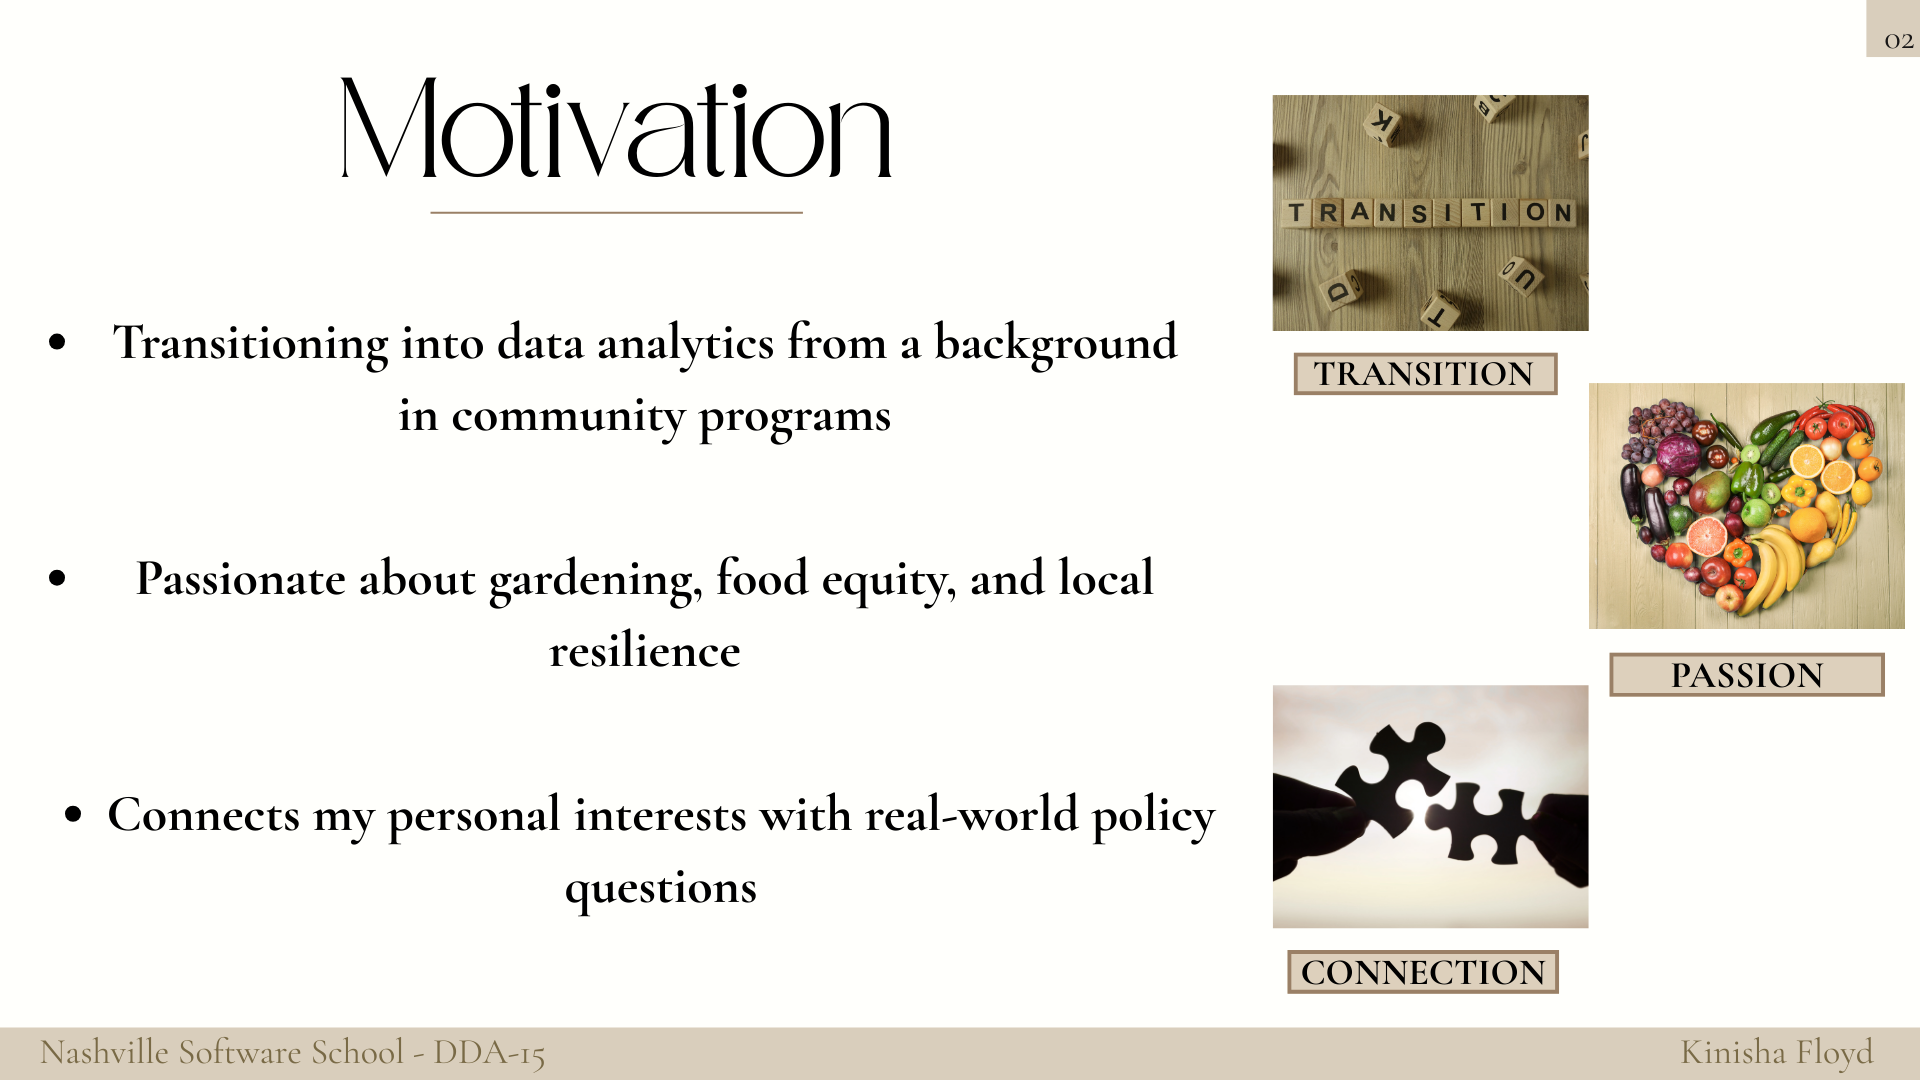 02
Motivation
• Transitioning into data analytics from a background
in community programs
• Passionate about gardening, food equity, and local
resilience
• Connects my personal interests with real-world policy
questions
K
B
TRANSITION
D
T
O U
TRANSITION
PASSION
CONNECTION
Nashville Software School - DDA-15
Kinisha Floyd